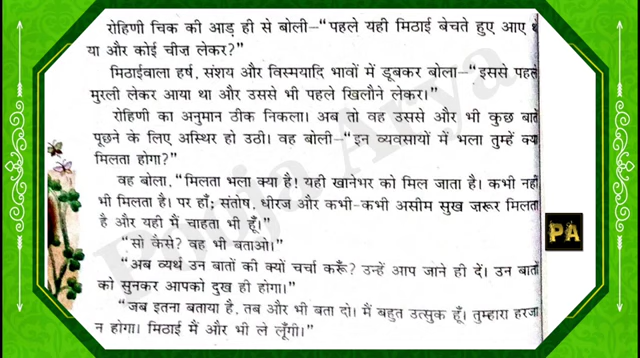 रोहिणी चिक की आड़ ही से बोली–“पहले यही मिठाई बेचते हुए आए थे
या और कोई चीज़ लेकर?”
मिठाईवाला हर्ष, संशय और विस्मयादि भावों में डूबकर बोला–“इससे पहले
मुरली लेकर आया था और उससे भी पहले खिलौने लेकर।”
रोहिणी का अनुमान ठीक निकला। अब तो वह उससे और भी कुछ बातें
पूछने के लिए अस्थिर हो उठी। वह बोली–“इन व्यवसायों में भला तुम्हें क्या
मिलता होगा?”
वह बोला, “मिलता भला क्या है! यही खानेभर को मिल जाता है। कभी नहीं
भी मिलता है। पर हाँ; संतोष, धीरज और कभी-कभी असीम सुख ज़रूर मिलता
है और यही मैं चाहता भी हूँ।”
“सो कैसे? वह भी बताओ।”
“अब व्यर्थ उन बातों की क्यों चर्चा करूँ? उन्हें आप जाने ही दें। उन बातों
को सुनकर आपको दुख ही होगा।”
“जब इतना बताया है, तब और भी बता दो। मैं बहुत उत्सुक हूँ। तुम्हारा हरजा
न होगा। मिठाई मैं और भी ले लूँगी।”
PA
Pooja Arya